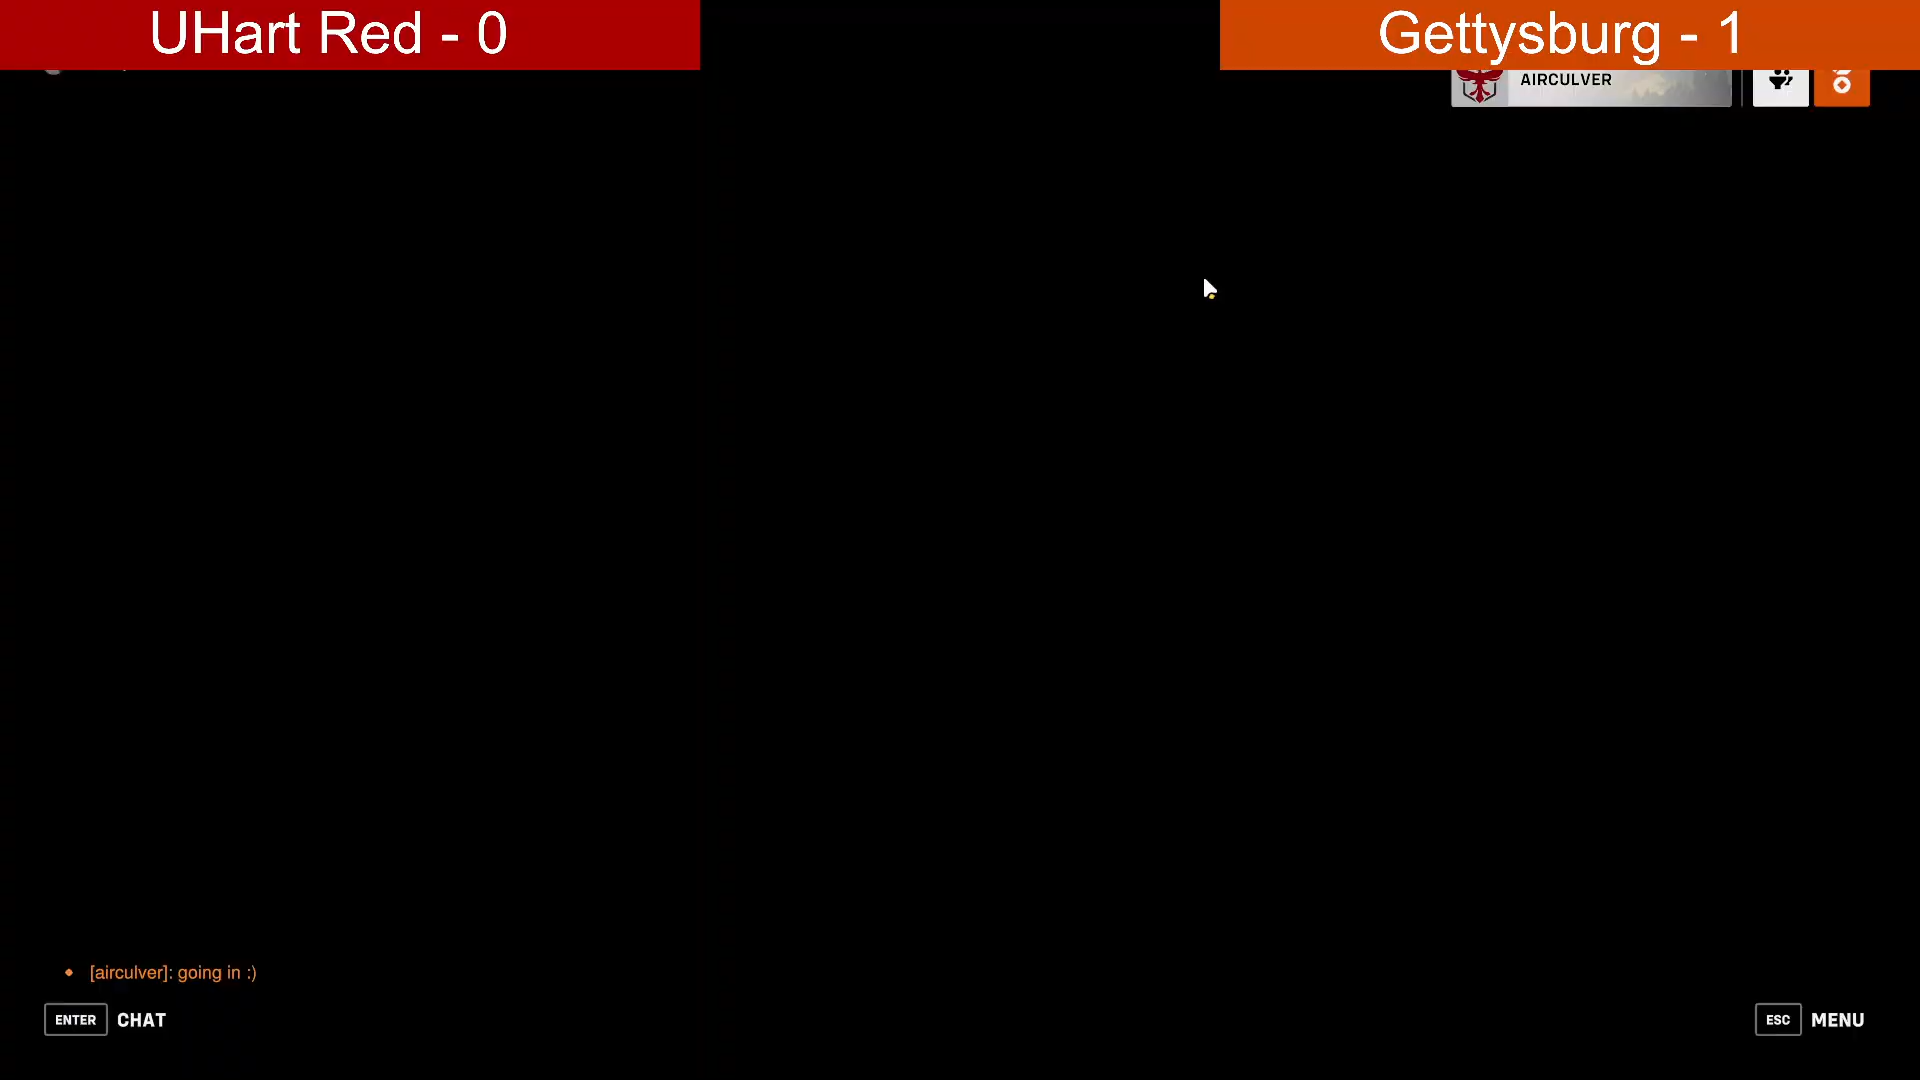 UHart Red - 0
Gettysburg - 1
AIRCULVER
[airculver]: going in :)
ENTER CHAT
ESC MENU